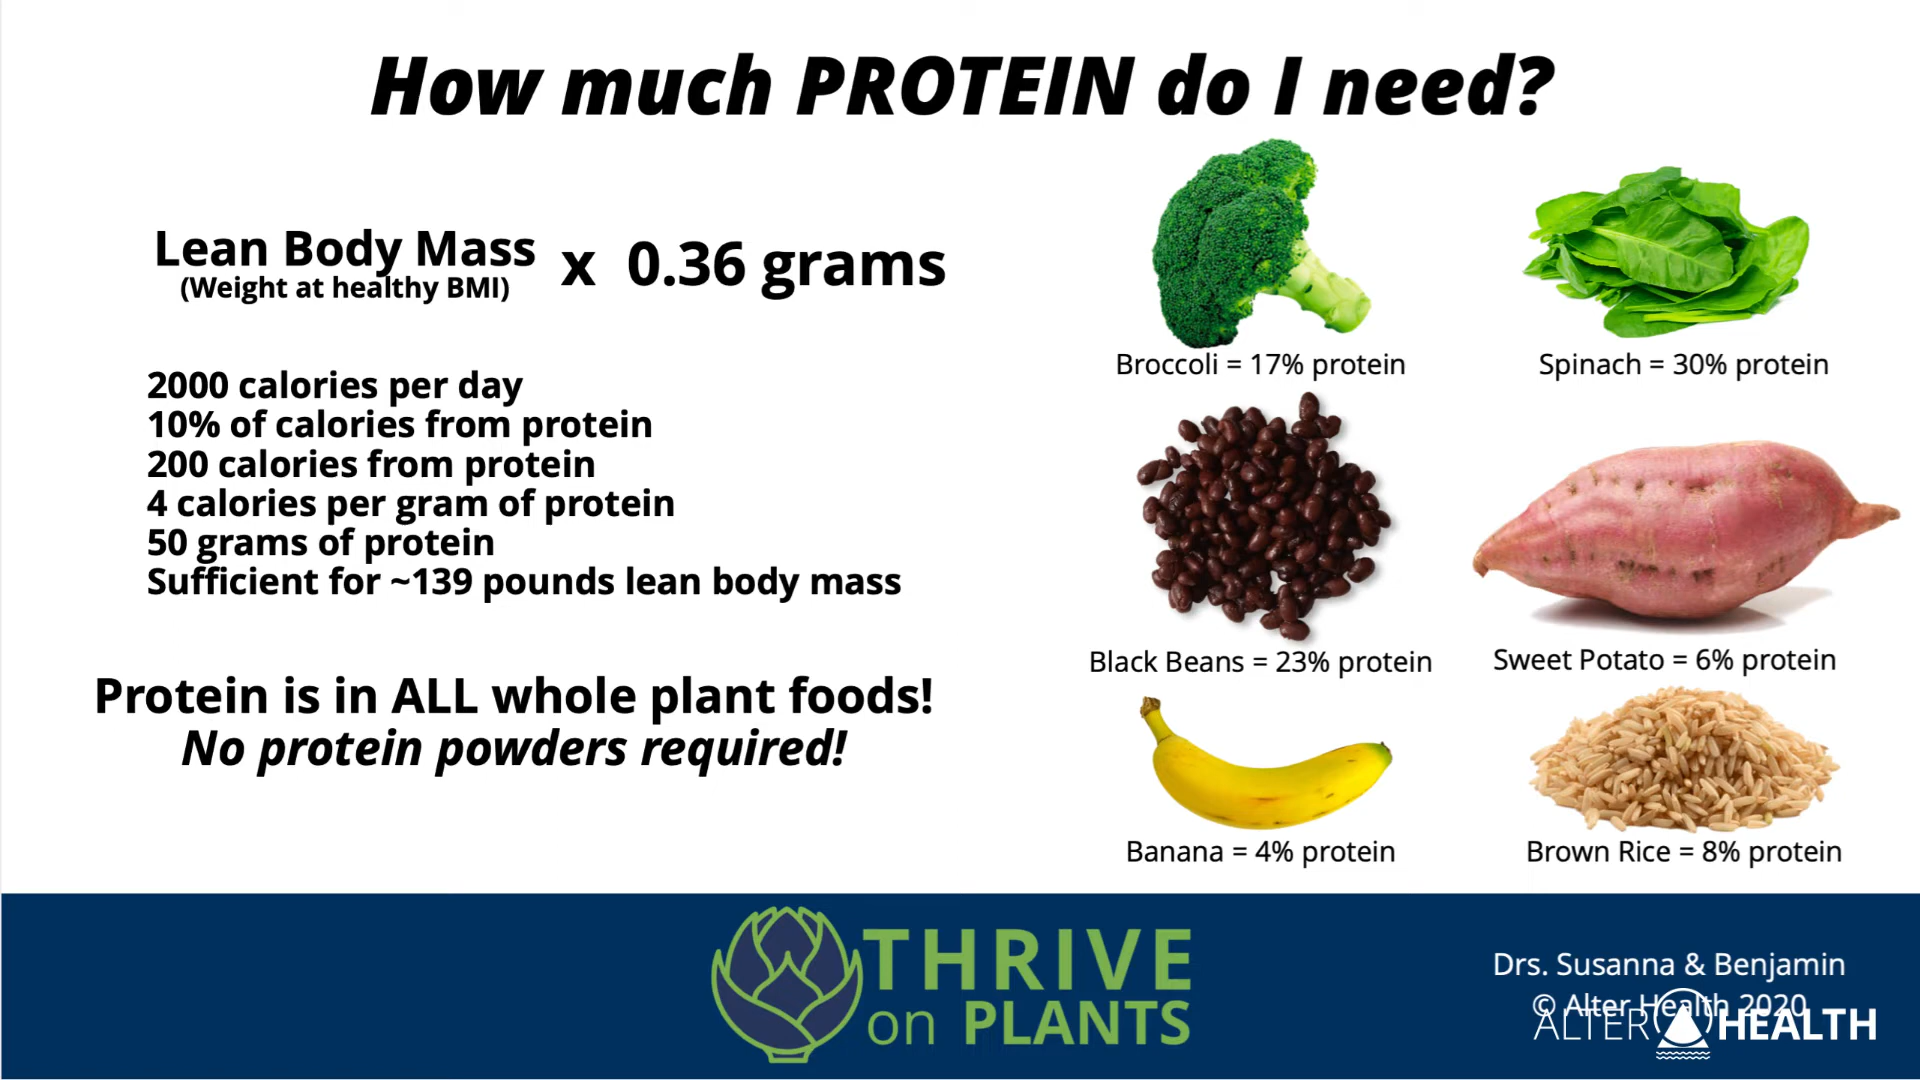 How much PROTEIN do I need?
Lean Body Mass
(Weight at healthy BMI)
x 0.36 grams
2000 calories per day
10% of calories from protein
200 calories from protein
4 calories per gram of protein
50 grams of protein
Sufficient for ~139 pounds lean body mass
Protein is in ALL whole plant foods!
No protein powders required!
Broccoli = 17% protein
Spinach = 30% protein
Black Beans = 23% protein
Sweet Potato = 6% protein
Banana = 4% protein
Brown Rice = 8% protein
THRIVE
on PLANTS
Drs. Susanna & Benjamin
© Alter Health 2020
ALTER HEALTH